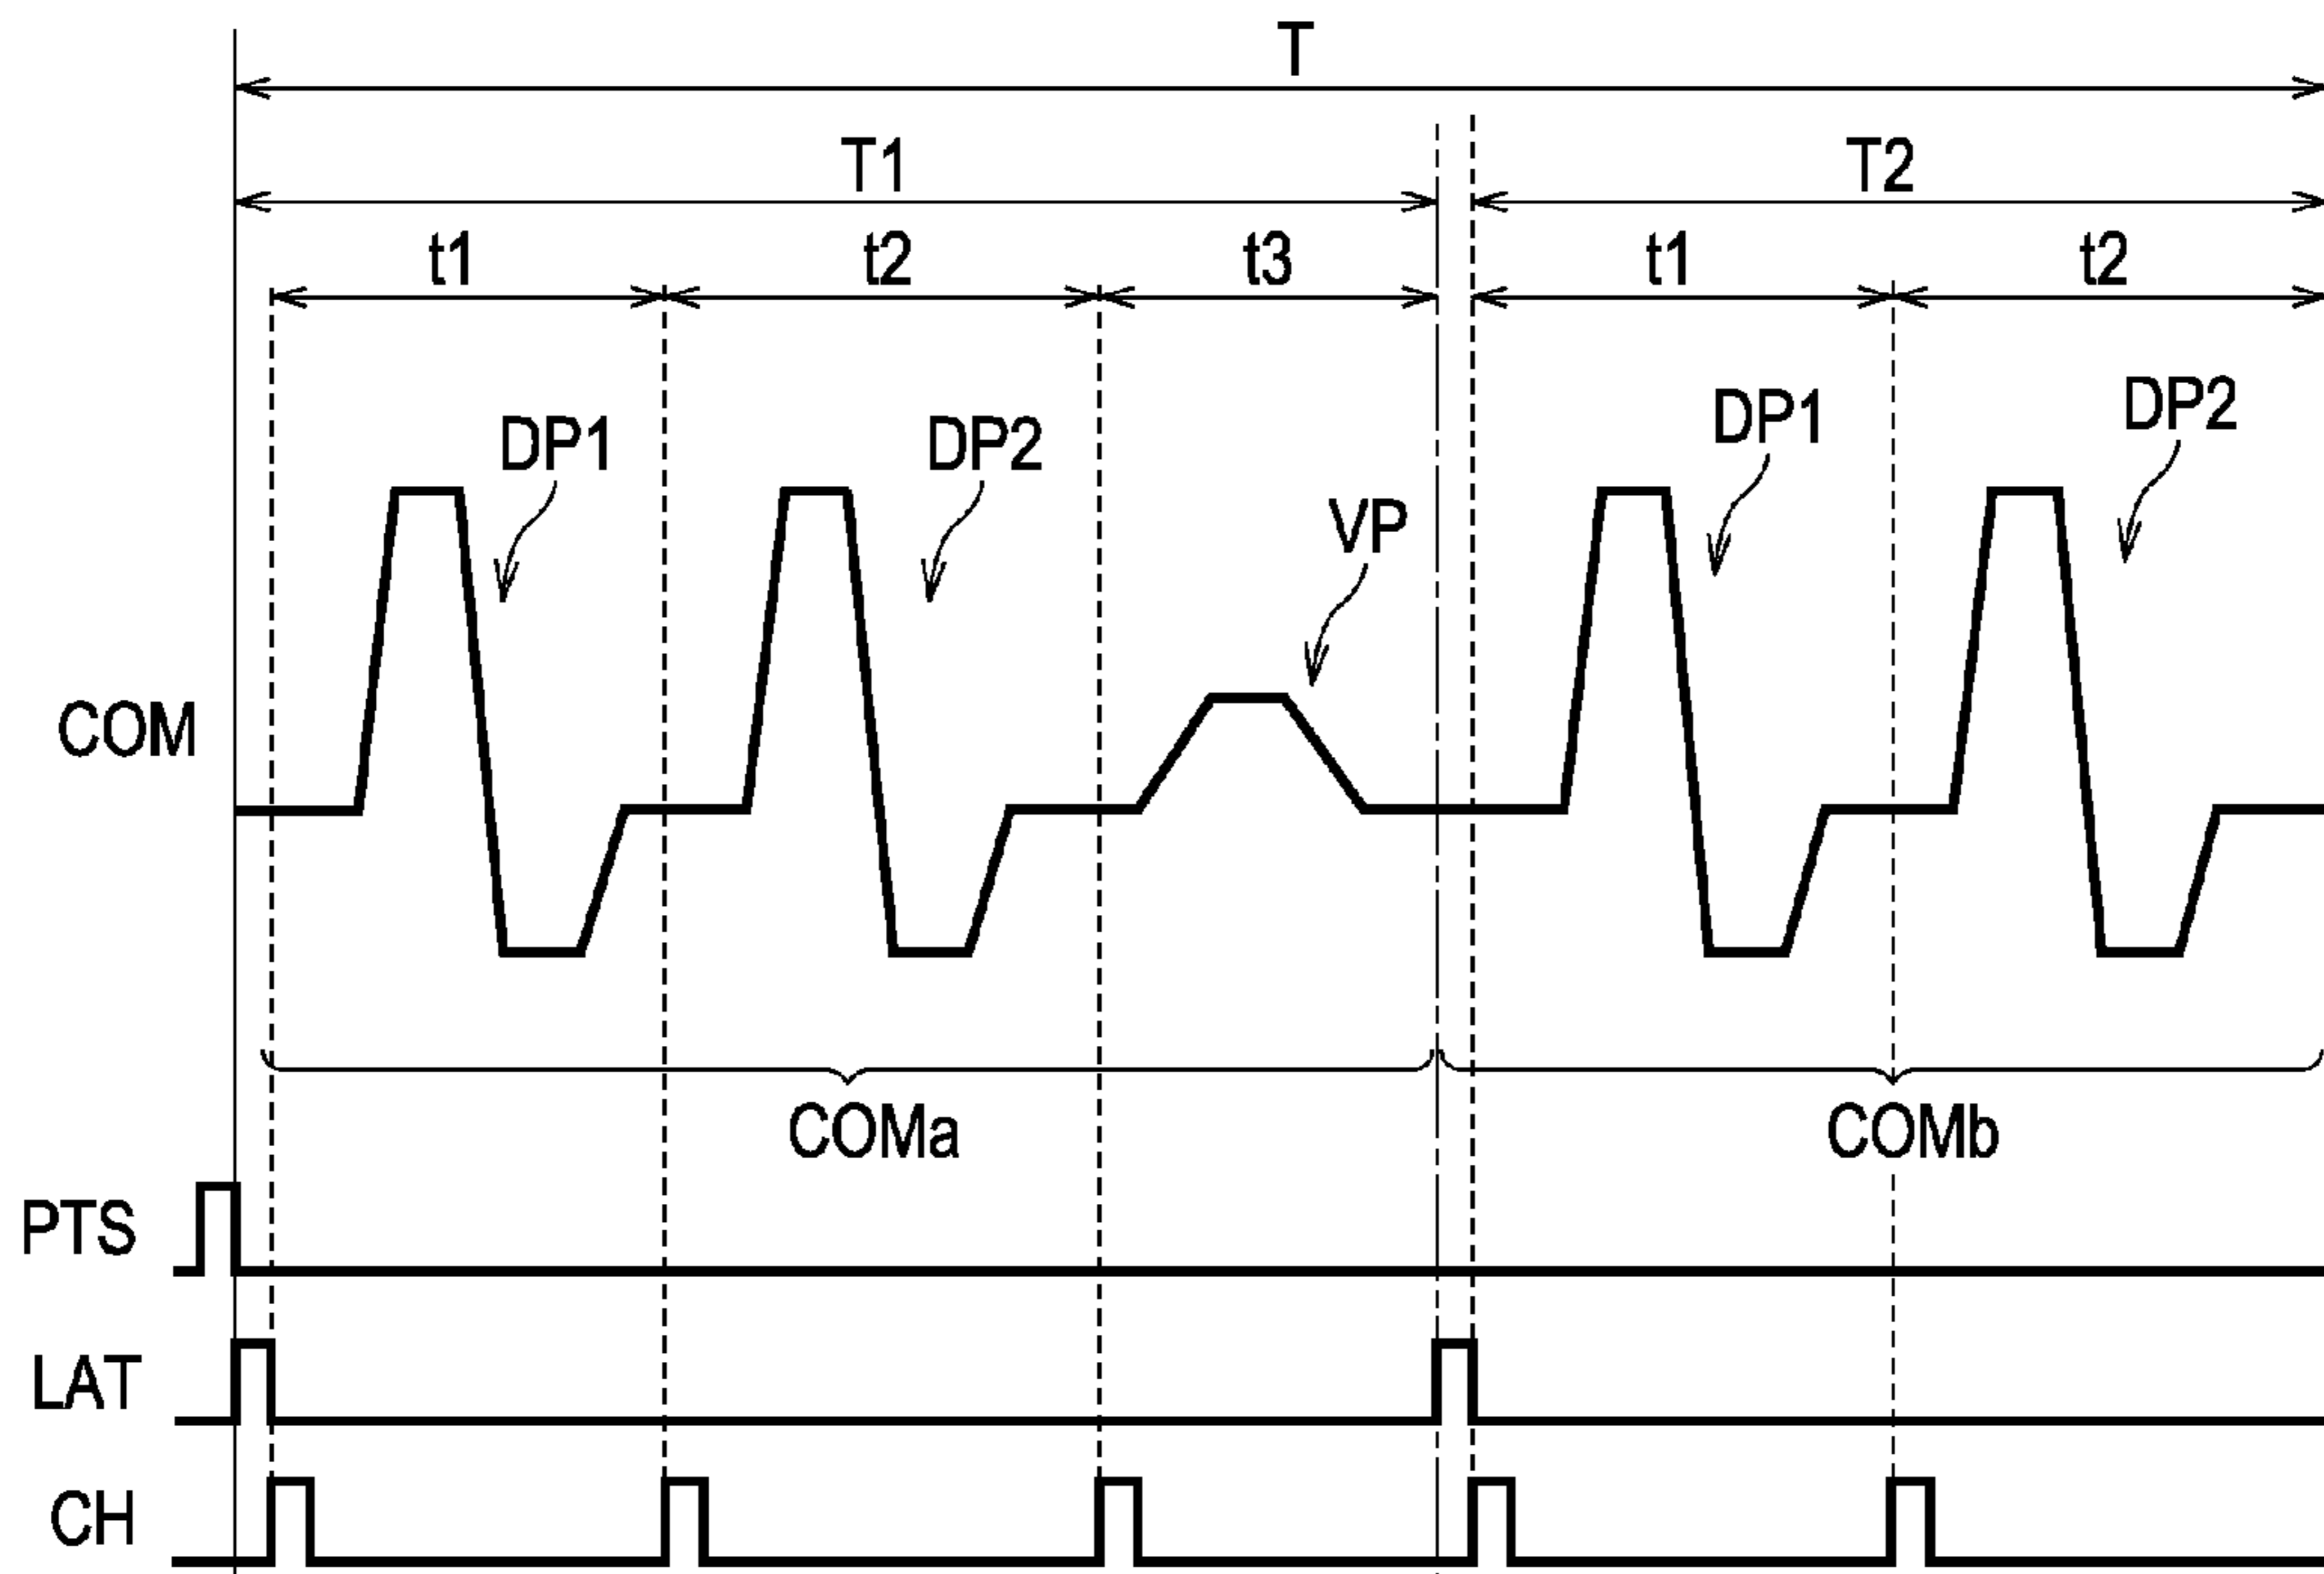 T
T1 T2
t1 t2 t3 t1 t2
DP1 DP2 VP DP1 DP2
COM
COMa COMb
PTS
LAT
CH